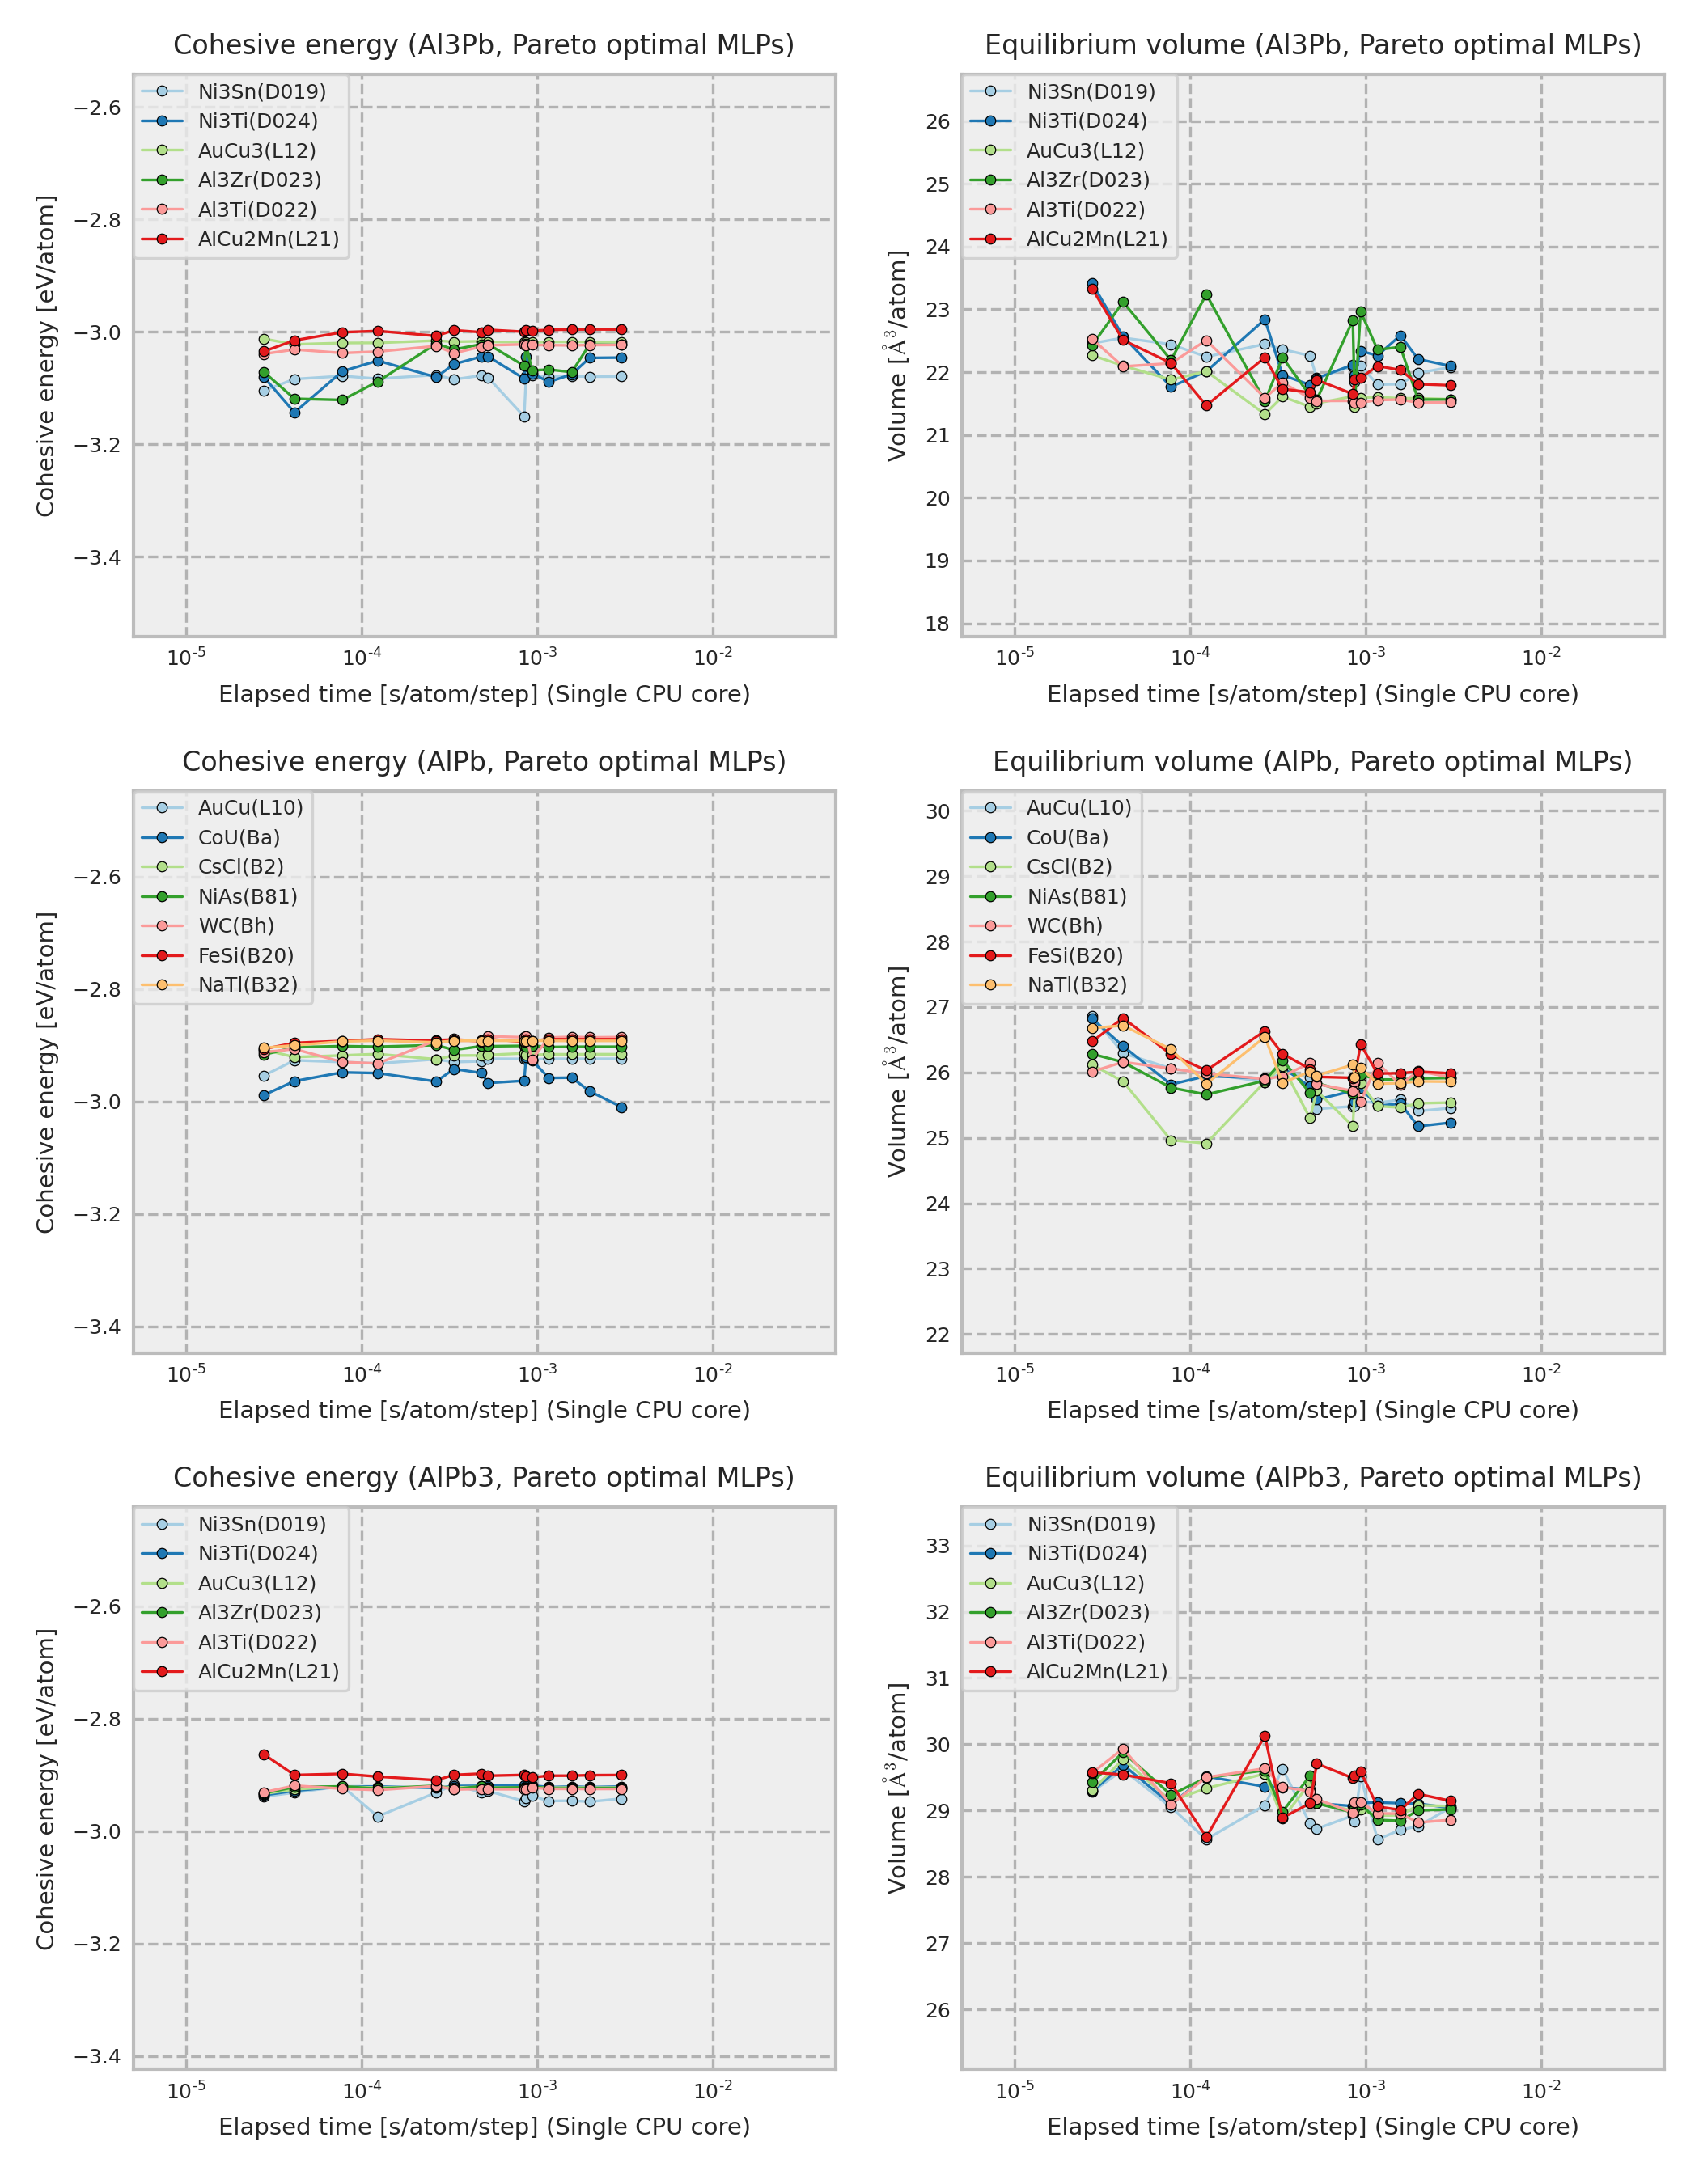 Cohesive energy (Al3Pb, Pareto optimal MLPs)
Cohesive energy [eV/atom]
−2.6
−2.8
−3.0
−3.2
−3.4
Ni3Sn(D019)
Ni3Ti(D024)
AuCu3(L12)
Al3Zr(D023)
Al3Ti(D022)
AlCu2Mn(L21)
10-5 10-4 10-3 10-2
Elapsed time [s/atom/step] (Single CPU core)
Equilibrium volume (Al3Pb, Pareto optimal MLPs)
Volume [Å3/atom]
26
25
24
23
22
21
20
19
18
Ni3Sn(D019)
Ni3Ti(D024)
AuCu3(L12)
Al3Zr(D023)
Al3Ti(D022)
AlCu2Mn(L21)
10-5 10-4 10-3 10-2
Elapsed time [s/atom/step] (Single CPU core)
Cohesive energy (AlPb, Pareto optimal MLPs)
Cohesive energy [eV/atom]
−2.6
−2.8
−3.0
−3.2
−3.4
AuCu(L10)
CoU(Ba)
CsCl(B2)
NiAs(B81)
WC(Bh)
FeSi(B20)
NaTl(B32)
10-5 10-4 10-3 10-2
Elapsed time [s/atom/step] (Single CPU core)
Equilibrium volume (AlPb, Pareto optimal MLPs)
Volume [Å3/atom]
30
29
28
27
26
25
24
23
22
AuCu(L10)
CoU(Ba)
CsCl(B2)
NiAs(B81)
WC(Bh)
FeSi(B20)
NaTl(B32)
10-5 10-4 10-3 10-2
Elapsed time [s/atom/step] (Single CPU core)
Cohesive energy (AlPb3, Pareto optimal MLPs)
Cohesive energy [eV/atom]
−2.6
−2.8
−3.0
−3.2
−3.4
Ni3Sn(D019)
Ni3Ti(D024)
AuCu3(L12)
Al3Zr(D023)
Al3Ti(D022)
AlCu2Mn(L21)
10-5 10-4 10-3 10-2
Elapsed time [s/atom/step] (Single CPU core)
Equilibrium volume (AlPb3, Pareto optimal MLPs)
Volume [Å3/atom]
33
32
31
30
29
28
27
26
Ni3Sn(D019)
Ni3Ti(D024)
AuCu3(L12)
Al3Zr(D023)
Al3Ti(D022)
AlCu2Mn(L21)
10-5 10-4 10-3 10-2
Elapsed time [s/atom/step] (Single CPU core)